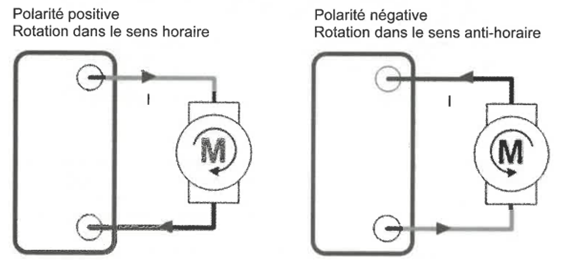 Polarité positive
Rotation dans le sens horaire
Polarité négative
Rotation dans le sens anti-horaire
I
M
I
M